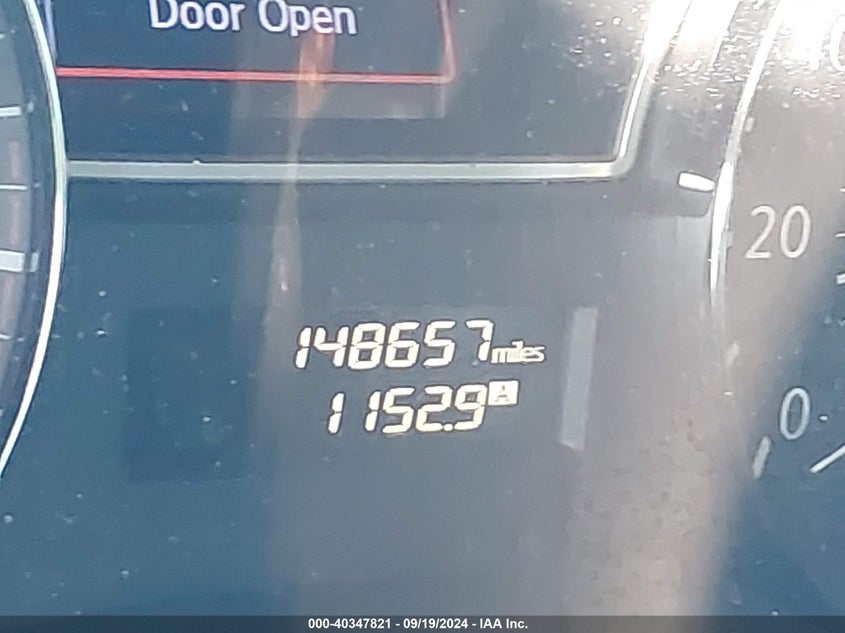 Door Open
20
148657 miles
1152.9 A
0
000-40347821 - 09/19/2024 - IAA Inc.